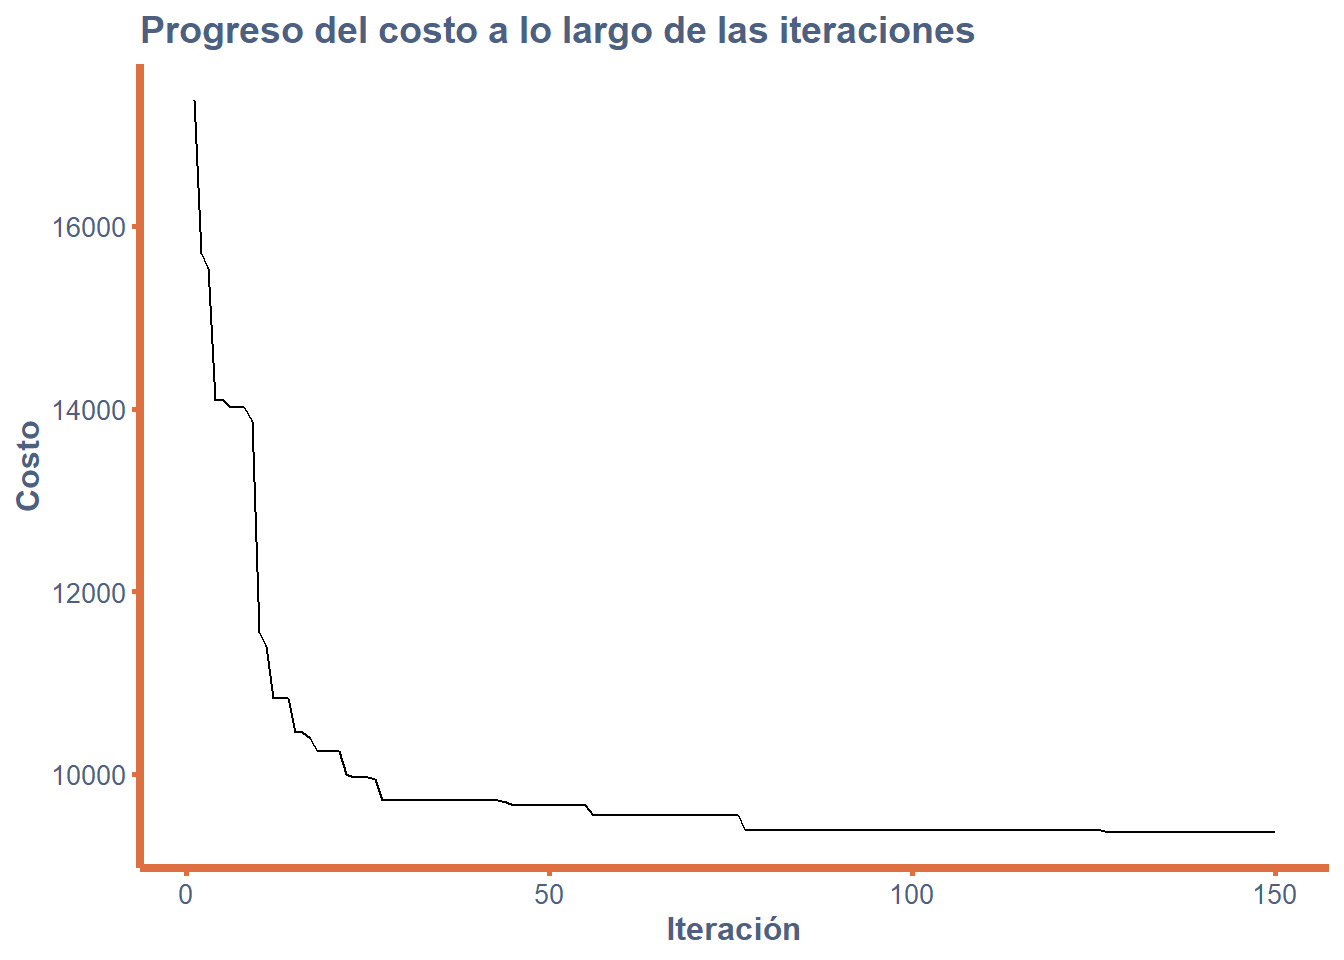 Progreso del costo a lo largo de las iteraciones
Costo
16000
14000
12000
10000
0 50 100 150
Iteración